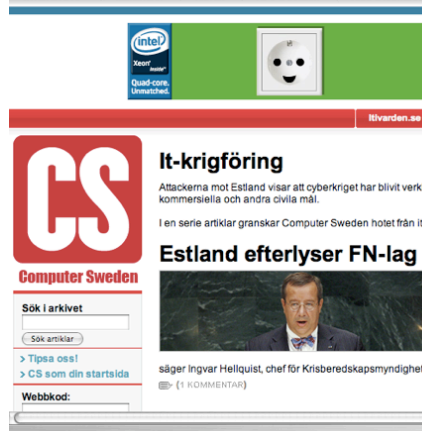 intel
Xeon
inside
Quad-core.
Unmatched.
Itivarden.se
CS
Computer Sweden
It-krigföring
Attackerna mot Estland visar att cyberkriget har blivit verk
kommersiella och andra civila mål.
I en serie artiklar granskar Computer Sweden hotet från it
Estland efterlyser FN-lag
säger Ingvar Hellquist, chef för Krisberedskapsmyndighet
(1 KOMMENTAR)
Sök i arkivet
Sök artiklar
> Tipsa oss!
> CS som din startsida
Webbkod: